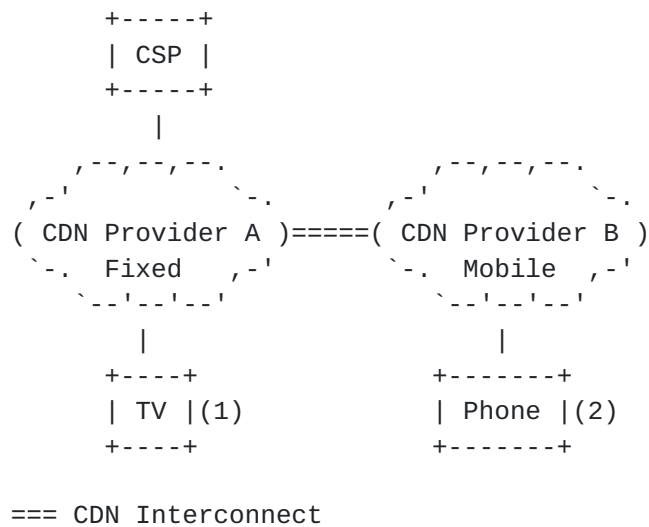 +-----+
| CSP |
+-----+
|
,--,--,--. ,--,--,--.
,-' `-. ,-' `-.
( CDN Provider A )=====( CDN Provider B )
`-. Fixed ,-' `-. Mobile ,-'
`--'--'--' `--'--'--'
| |
+----+ +-------+
| TV |(1) | Phone |(2)
+----+ +-------+
=== CDN Interconnect